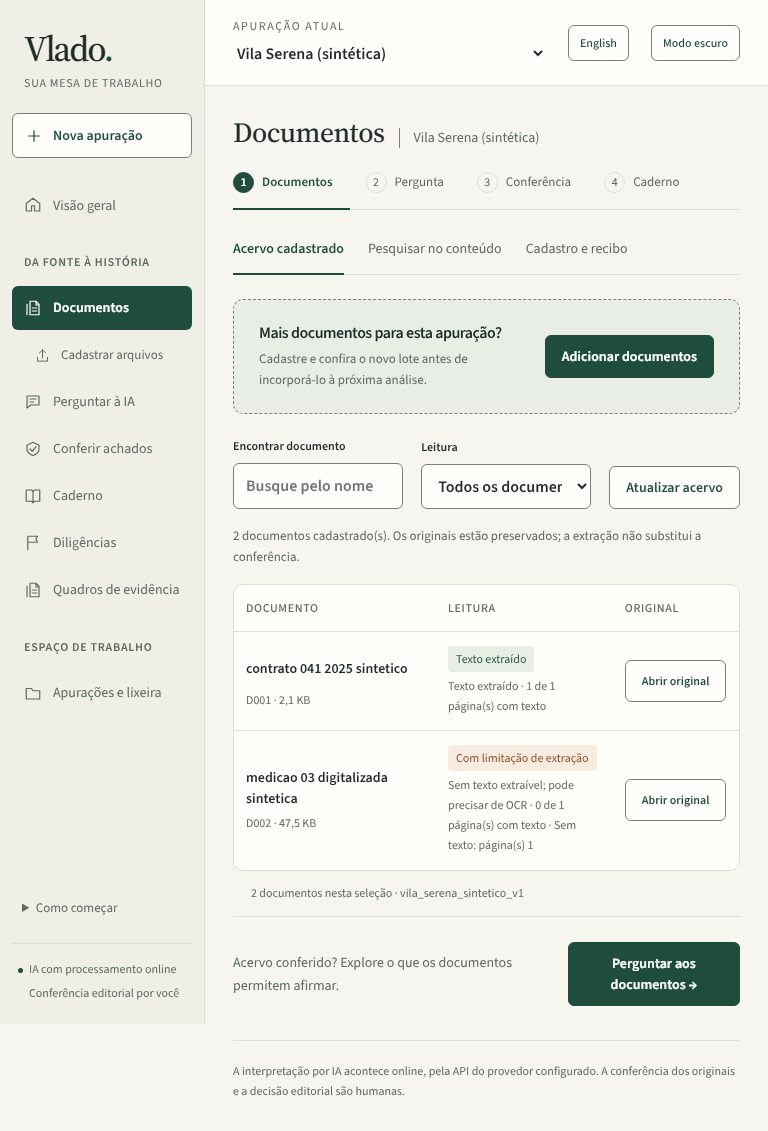 Vlado.
SUA MESA DE TRABALHO
Nova apuração
Visão geral
DA FONTE À HISTÓRIA
Documentos
Cadastrar arquivos
Perguntar à IA
Conferir achados
Caderno
Diligências
Quadros de evidência
ESPAÇO DE TRABALHO
Apurações e lixeira
Como começar
IA com processamento online
Conferência editorial por você
APURAÇÃO ATUAL
Vila Serena (sintética)
English
Modo escuro
Documentos
Vila Serena (sintética)
1 Documentos
2 Pergunta
3 Conferência
4 Caderno
Acervo cadastrado
Pesquisar no conteúdo
Cadastro e recibo
Mais documentos para esta apuração?
Cadastre e confira o novo lote antes de
incorporá-lo à próxima análise.
Adicionar documentos
Encontrar documento
Busque pelo nome
Leitura
Todos os documer
Atualizar acervo
2 documentos cadastrado(s). Os originais estão preservados; a extração não substitui a
conferência.
DOCUMENTO
LEITURA
ORIGINAL
contrato 041 2025 sintetico
D001 · 2,1 KB
Texto extraído
Texto extraído · 1 de 1
página(s) com texto
Abrir original
medicao 03 digitalizada
sintetica
D002 · 47,5 KB
Com limitação de extração
Sem texto extraível; pode
precisar de OCR · 0 de 1
página(s) com texto · Sem
texto: página(s) 1
Abrir original
2 documentos nesta seleção · vila_serena_sintetico_v1
Acervo conferido? Explore o que os documentos
permitem afirmar.
Perguntar aos
documentos →
A interpretação por IA acontece online, pela API do provedor configurado. A conferência dos originais
e a decisão editorial são humanas.